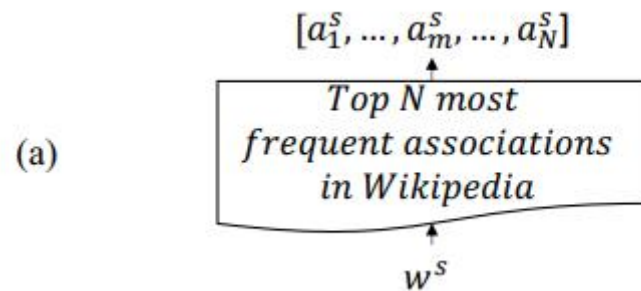 [a_1^s, …, a_m^s, …, a_N^s]
Top N most
(a)
frequent associations
in Wikipedia
w^s